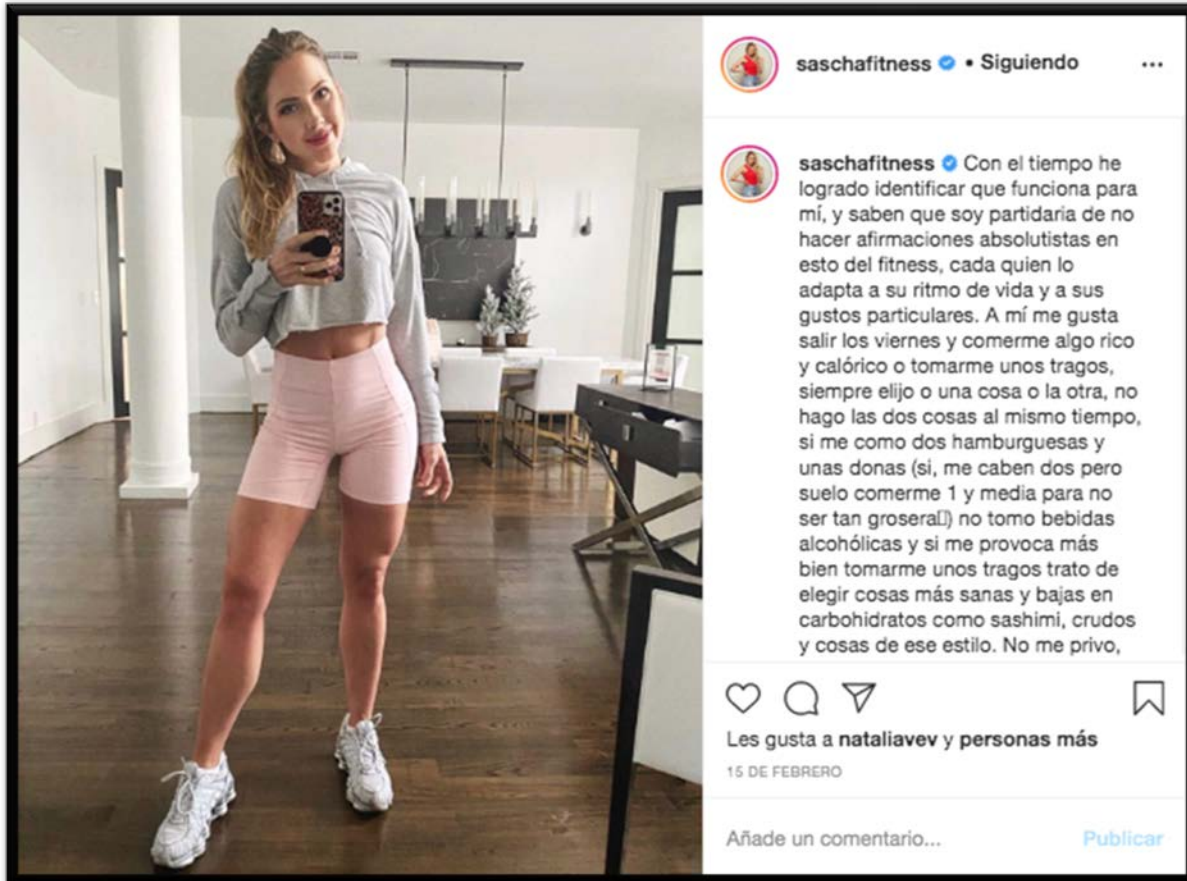 saschafitness • Siguiendo
saschafitness Con el tiempo he
logrado identificar que funciona para
mí, y saben que soy partidaria de no
hacer afirmaciones absolutistas en
esto del fitness, cada quien lo
adapta a su ritmo de vida y a sus
gustos particulares. A mí me gusta
salir los viernes y comerme algo rico
y calórico o tomarme unos tragos,
siempre elijo o una cosa o la otra, no
hago las dos cosas al mismo tiempo,
si me como dos hamburguesas y
unas donas (si, me caben dos pero
suelo comerme 1 y media para no
ser tan grosera) no tomo bebidas
alcohólicas y si me provoca más
bien tomarme unos tragos trato de
elegir cosas más sanas y bajas en
carbohidratos como sashimi, crudos
y cosas de ese estilo. No me privo,
Les gusta a nataliavev y personas más
15 DE FEBRERO
Añade un comentario...
Publicar